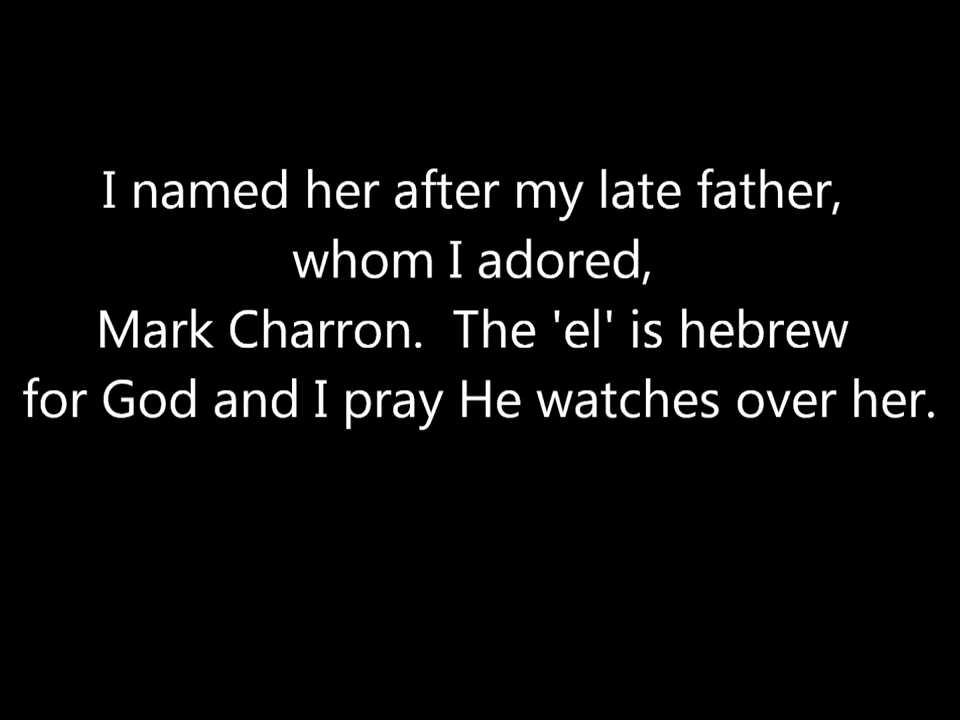 I named her after my late father,
whom I adored,
Mark Charron.  The 'el' is hebrew
for God and I pray He watches over her.